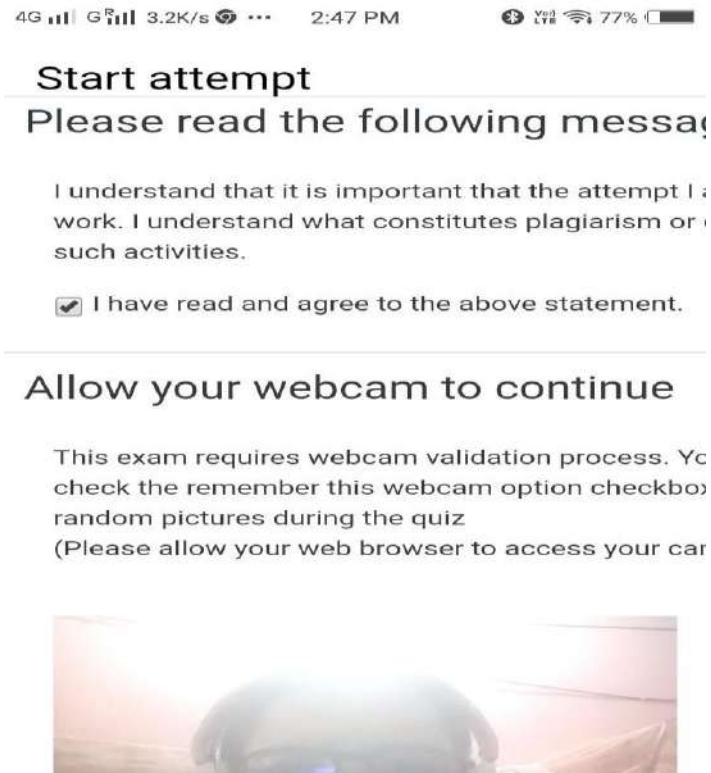 4G G R 3.2K/s ... 2:47 PM Vo) LTE 77%
Start attempt
Please read the following messag
I understand that it is important that the attempt I a
work. I understand what constitutes plagiarism or
such activities.
I have read and agree to the above statement.
Allow your webcam to continue
This exam requires webcam validation process. Yo
check the remember this webcam option checkbox
random pictures during the quiz
(Please allow your web browser to access your car